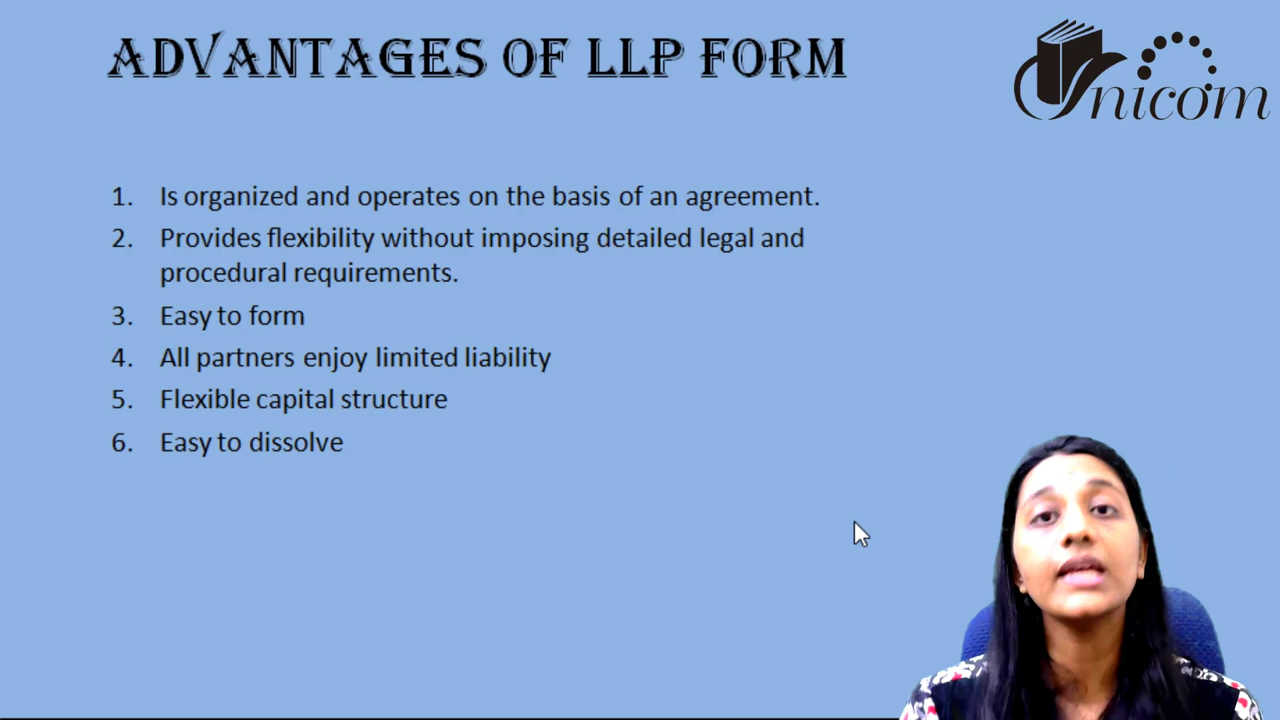 ADVANTAGES OF LLP FORM
Unicom
1. Is organized and operates on the basis of an agreement.
2. Provides flexibility without imposing detailed legal and
procedural requirements.
3. Easy to form
4. All partners enjoy limited liability
5. Flexible capital structure
6. Easy to dissolve